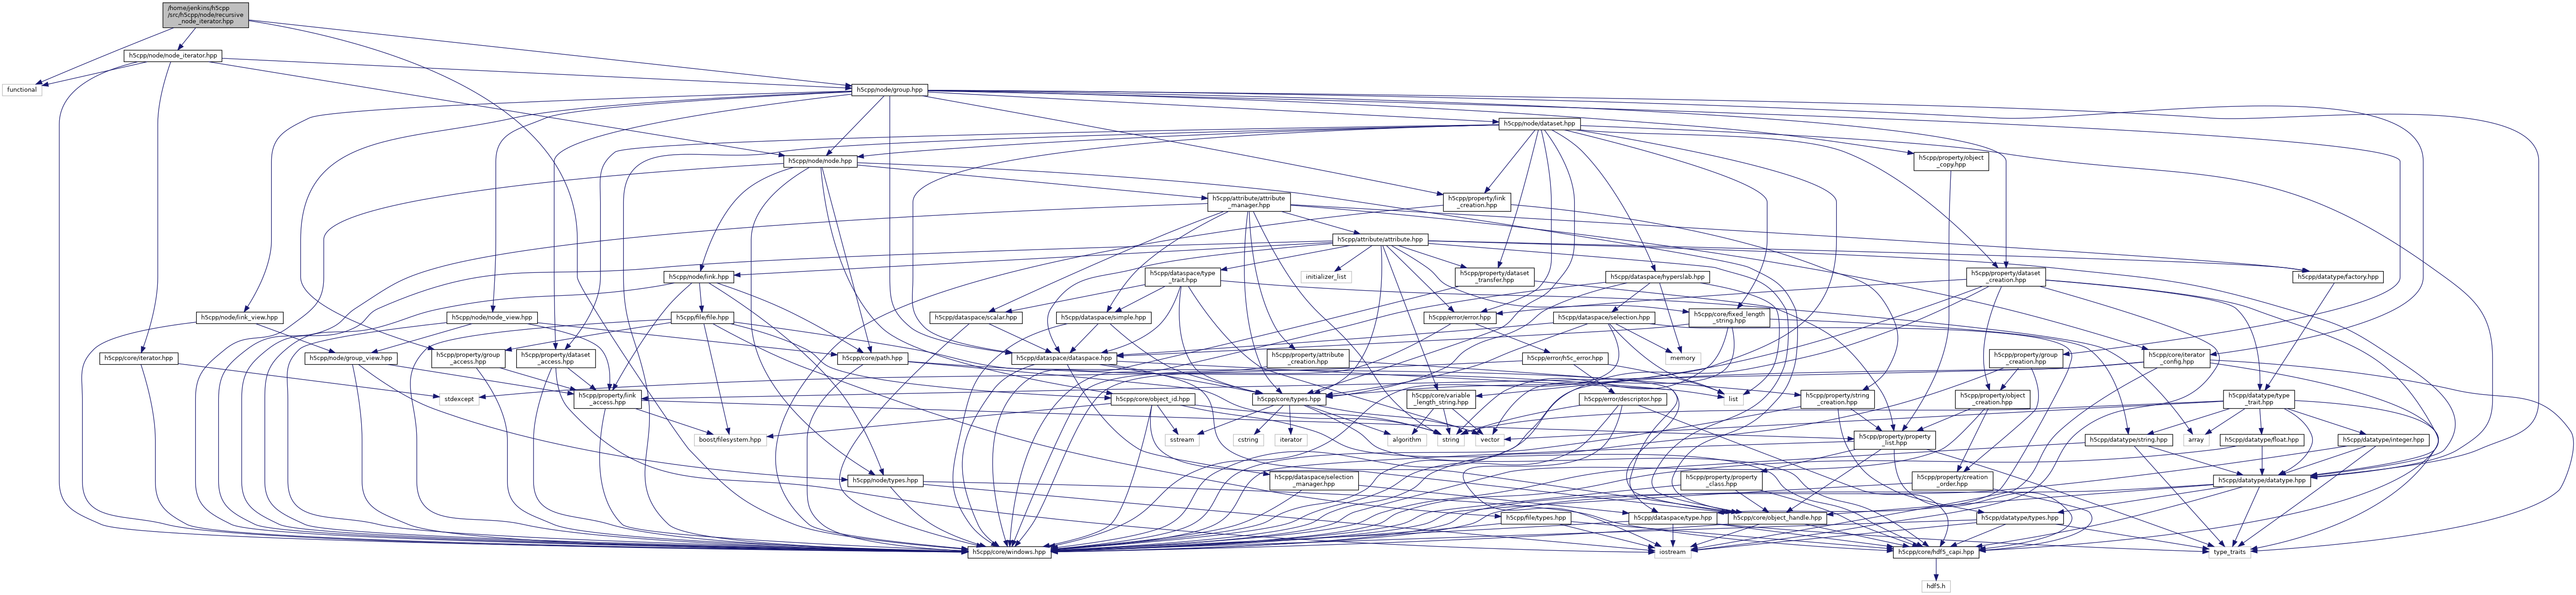 /home/jenkins/h5cpp
/src/h5cpp/node/recursive
_node_iterator.hpp
h5cpp/node/node_iterator.hpp
functional
h5cpp/node/group.hpp
h5cpp/node/dataset.hpp
h5cpp/node/node.hpp
h5cpp/property/object
_copy.hpp
h5cpp/attribute/attribute
_manager.hpp
h5cpp/property/link
_creation.hpp
h5cpp/attribute/attribute.hpp
h5cpp/node/link.hpp
h5cpp/dataspace/type
_trait.hpp
initializer_list
h5cpp/property/dataset
_transfer.hpp
h5cpp/dataspace/hyperslab.hpp
h5cpp/property/dataset
_creation.hpp
h5cpp/datatype/factory.hpp
h5cpp/node/link_view.hpp
h5cpp/node/node_view.hpp
h5cpp/file/file.hpp
h5cpp/dataspace/scalar.hpp
h5cpp/dataspace/simple.hpp
h5cpp/error/error.hpp
h5cpp/dataspace/selection.hpp
h5cpp/core/fixed_length
_string.hpp
h5cpp/core/iterator.hpp
h5cpp/node/group_view.hpp
h5cpp/property/group
_access.hpp
h5cpp/property/dataset
_access.hpp
h5cpp/core/path.hpp
h5cpp/dataspace/dataspace.hpp
h5cpp/property/attribute
_creation.hpp
h5cpp/error/h5c_error.hpp
memory
h5cpp/property/group
_creation.hpp
h5cpp/core/iterator
_config.hpp
stdexcept
h5cpp/property/link
_access.hpp
h5cpp/core/object_id.hpp
h5cpp/core/types.hpp
h5cpp/core/variable
_length_string.hpp
h5cpp/error/descriptor.hpp
list
h5cpp/property/string
_creation.hpp
h5cpp/property/object
_creation.hpp
h5cpp/datatype/type
_trait.hpp
boost/filesystem.hpp
sstream
cstring
iterator
algorithm
string
vector
h5cpp/property/property
_list.hpp
h5cpp/datatype/string.hpp
array
h5cpp/datatype/float.hpp
h5cpp/datatype/integer.hpp
h5cpp/node/types.hpp
h5cpp/dataspace/selection
_manager.hpp
h5cpp/property/property
_class.hpp
h5cpp/property/creation
_order.hpp
h5cpp/datatype/datatype.hpp
h5cpp/file/types.hpp
h5cpp/dataspace/type.hpp
h5cpp/core/object_handle.hpp
h5cpp/datatype/types.hpp
h5cpp/core/windows.hpp
iostream
h5cpp/core/hdf5_capi.hpp
type_traits
hdf5.h